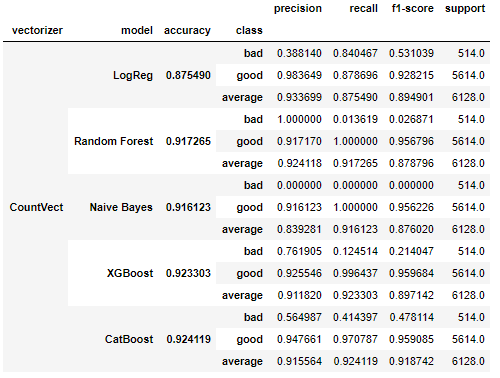 precision recall f1-score support
vectorizer model accuracy class
bad 0.388140 0.840467 0.531039 514.0
LogReg 0.875490 good 0.983649 0.878696 0.928215 5614.0
average 0.933699 0.875490 0.894901 6128.0
bad 1.000000 0.013619 0.026871 514.0
Random Forest 0.917265 good 0.917170 1.000000 0.956796 5614.0
average 0.924118 0.917265 0.878796 6128.0
bad 0.000000 0.000000 0.000000 514.0
CountVect Naive Bayes 0.916123 good 0.916123 1.000000 0.956226 5614.0
average 0.839281 0.916123 0.876020 6128.0
bad 0.761905 0.124514 0.214047 514.0
XGBoost 0.923303 good 0.925546 0.996437 0.959684 5614.0
average 0.911820 0.923303 0.897142 6128.0
bad 0.564987 0.414397 0.478114 514.0
CatBoost 0.924119 good 0.947661 0.970787 0.959085 5614.0
average 0.915564 0.924119 0.918742 6128.0